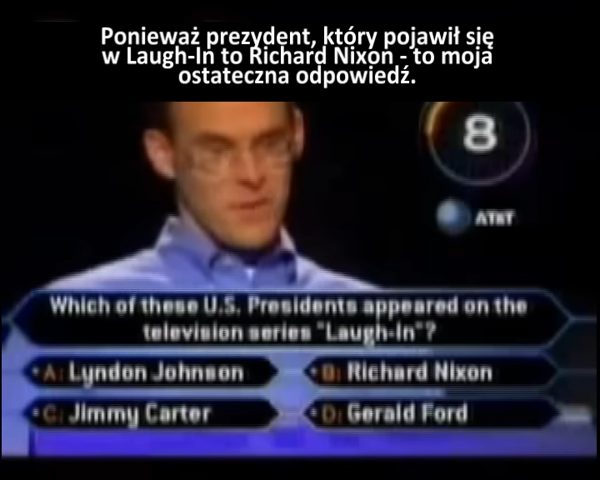 Ponieważ prezydent, który pojawił się
w Laugh-In to Richard Nixon - to moja
ostateczna odpowiedź.
8
AT&T
Which of these U.S. Presidents appeared on the
television series "Laugh-In"?
A: Lyndon Johnson
B: Richard Nixon
C: Jimmy Carter
D: Gerald Ford